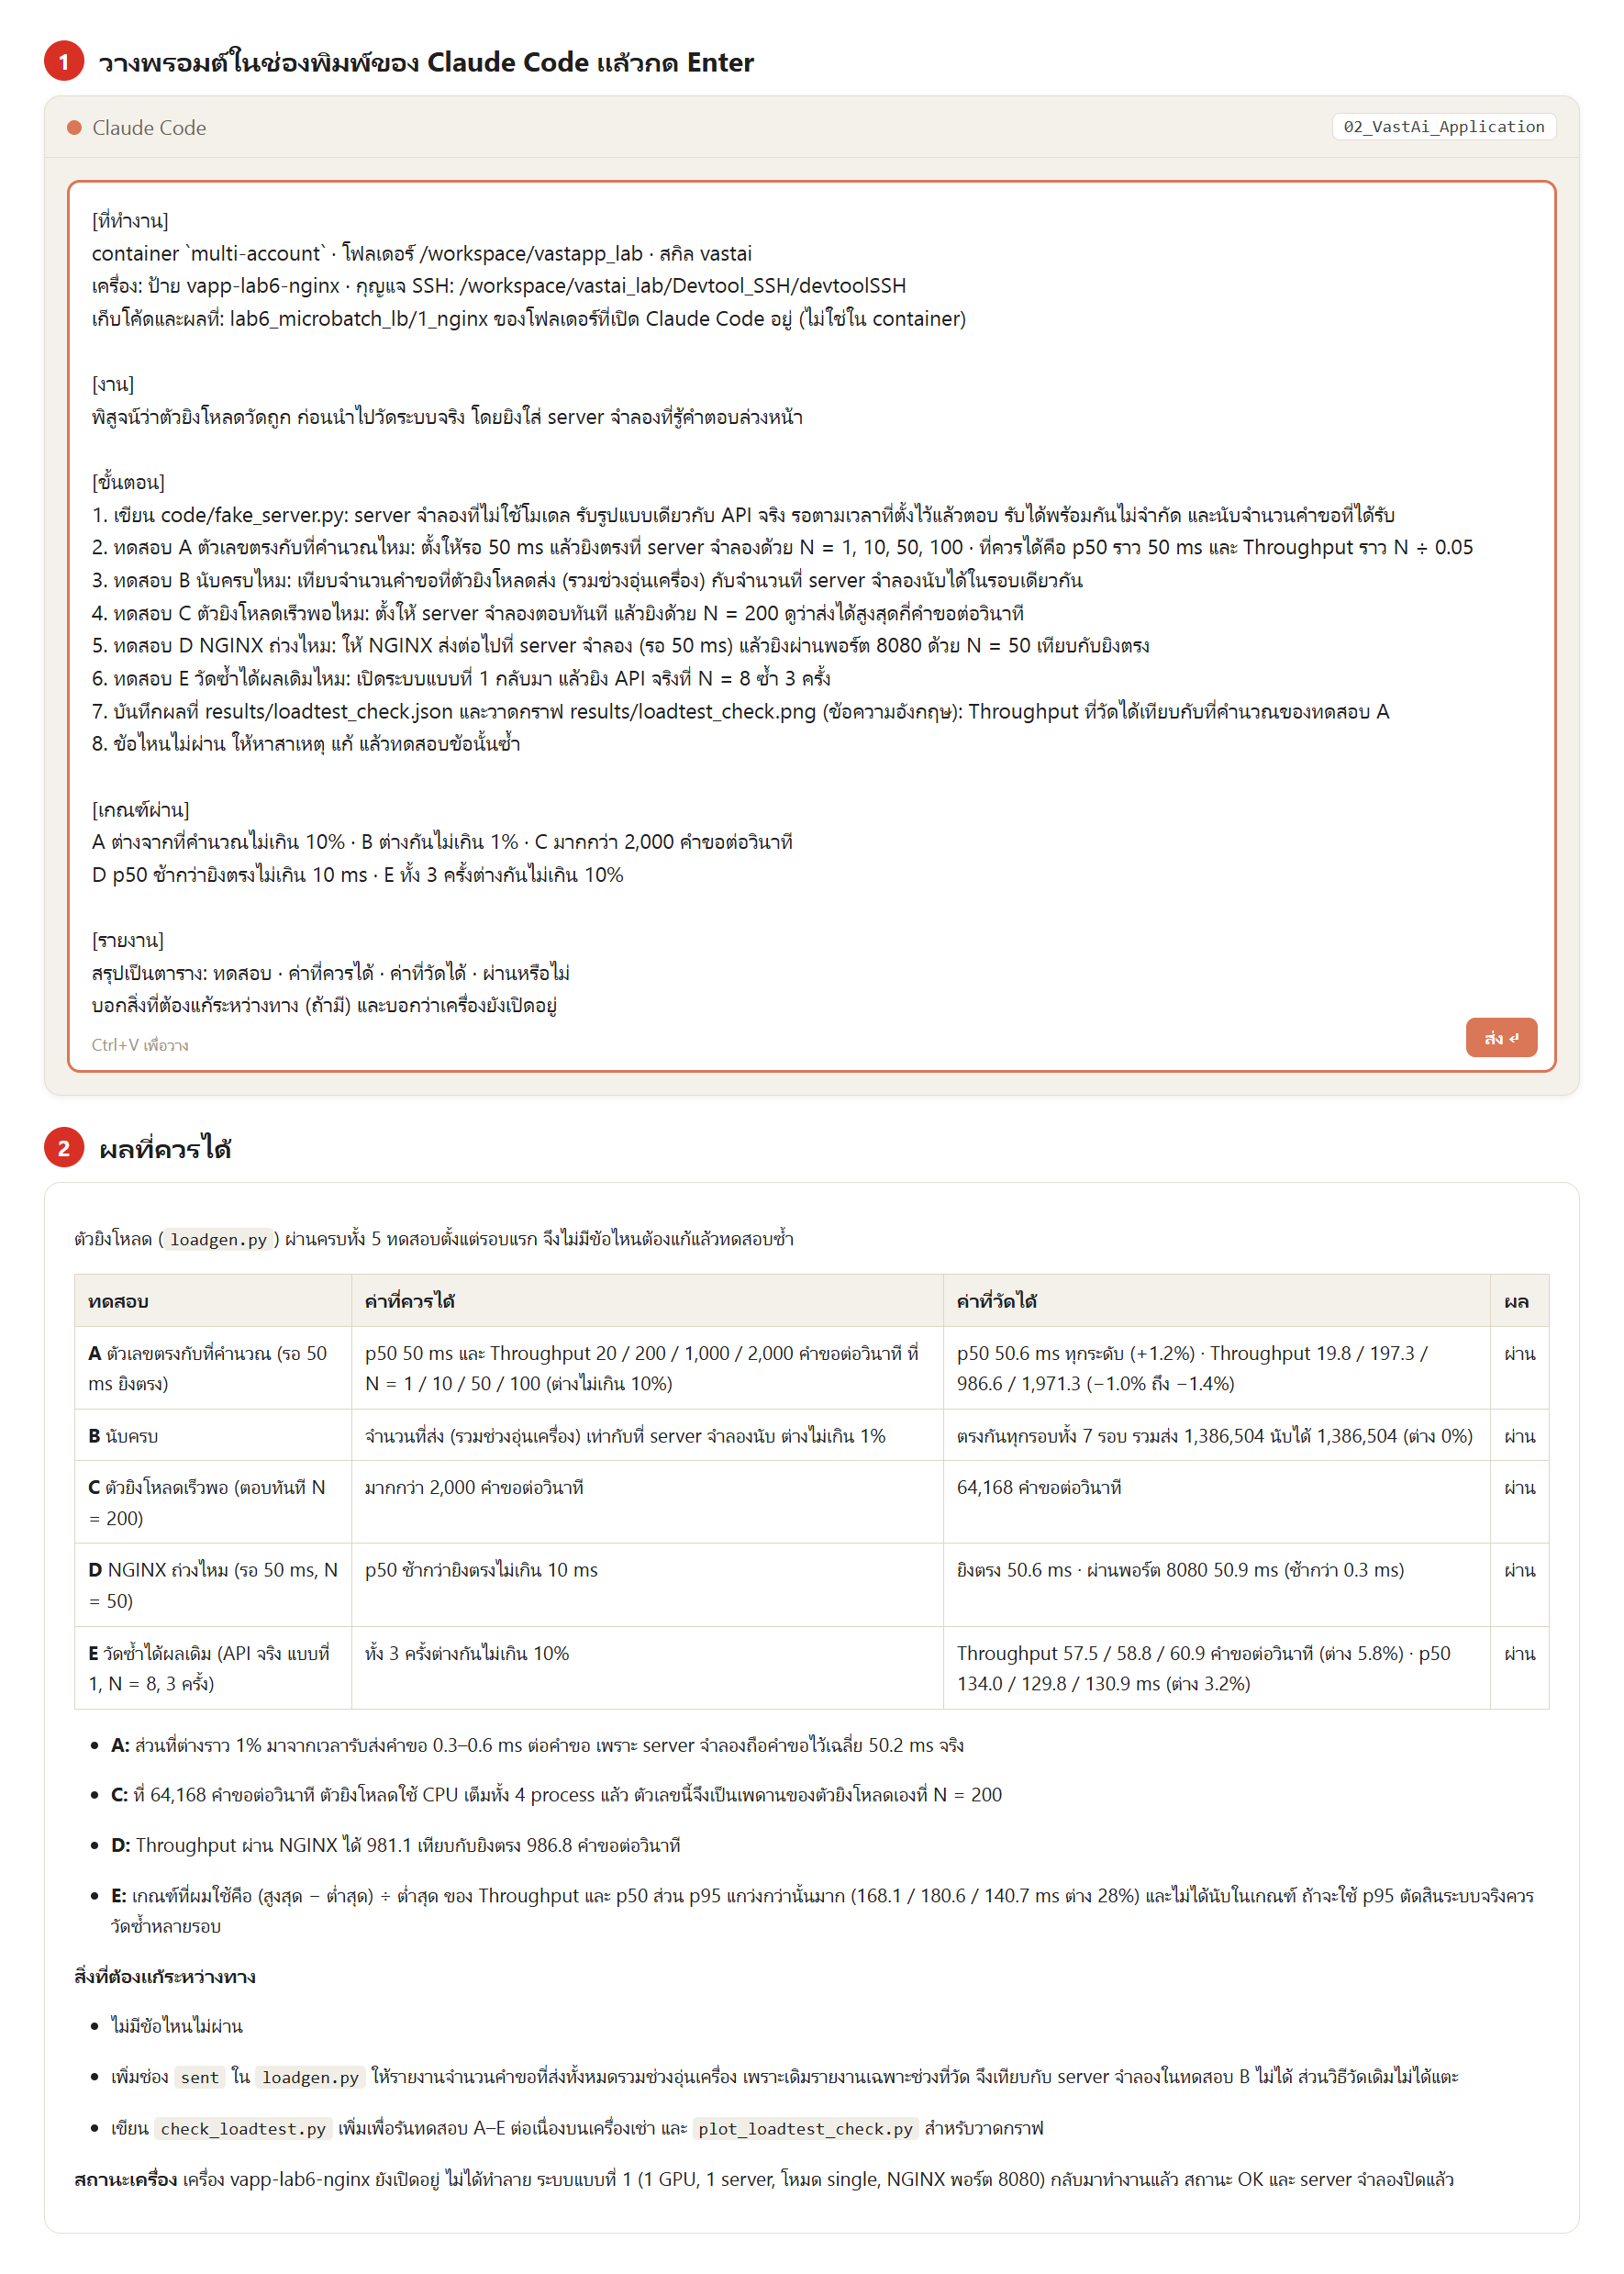 1 วางพรอมต์ในช่องพิมพ์ของ Claude Code แล้วกด Enter
Claude Code
02_VastAi_Application
[ที่ทำงาน]
container `multi-account` · โฟลเดอร์ /workspace/vastapp_lab · สกิล vastai
เครื่อง: ป้าย vapp-lab6-nginx · กุญแจ SSH: /workspace/vastai_lab/Devtool_SSH/devtoolSSH
เก็บโค้ดและผลที่: lab6_microbatch_lb/1_nginx ของโฟลเดอร์ที่เปิด Claude Code อยู่ (ไม่ใช่ใน container)
[งาน]
พิสูจน์ว่าตัวยิงโหลดวัดถูก ก่อนนำไปวัดระบบจริง โดยยิงใส่ server จำลองที่รู้คำตอบล่วงหน้า
[ขั้นตอน]
1. เขียน code/fake_server.py: server จำลองที่ไม่ใช้โมเดล รับรูปแบบเดียวกับ API จริง รอตามเวลาที่ตั้งไว้แล้วตอบ รับได้พร้อมกันไม่จำกัด และนับจำนวนคำขอที่ได้รับ
2. ทดสอบ A ตัวเลขตรงกับที่คำนวณไหม: ตั้งให้รอ 50 ms แล้วยิงตรงที่ server จำลองด้วย N = 1, 10, 50, 100 · ที่ควรได้คือ p50 ราว 50 ms และ Throughput ราว N ÷ 0.05
3. ทดสอบ B นับครบไหม: เทียบจำนวนคำขอที่ตัวยิงโหลดส่ง (รวมช่วงอุ่นเครื่อง) กับจำนวนที่ server จำลองนับได้ในรอบเดียวกัน
4. ทดสอบ C ตัวยิงโหลดเร็วพอไหม: ตั้งให้ server จำลองตอบทันที แล้วยิงด้วย N = 200 ดูว่าส่งได้สูงสุดกี่คำขอต่อวินาที
5. ทดสอบ D NGINX ถ่วงไหม: ให้ NGINX ส่งต่อไปที่ server จำลอง (รอ 50 ms) แล้วยิงผ่านพอร์ต 8080 ด้วย N = 50 เทียบกับยิงตรง
6. ทดสอบ E วัดซ้ำได้ผลเดิมไหม: เปิดระบบแบบที่ 1 กลับมา แล้วยิง API จริงที่ N = 8 ซ้ำ 3 ครั้ง
7. บันทึกผลที่ results/loadtest_check.json และวาดกราฟ results/loadtest_check.png (ข้อความอังกฤษ): Throughput ที่วัดได้เทียบกับที่คำนวณของทดสอบ A
8. ข้อไหนไม่ผ่าน ให้หาสาเหตุ แก้ แล้วทดสอบข้อนั้นซ้ำ
[เกณฑ์ผ่าน]
A ต่างจากที่คำนวณไม่เกิน 10% · B ต่างกันไม่เกิน 1% · C มากกว่า 2,000 คำขอต่อวินาที
D p50 ช้ากว่ายิงตรงไม่เกิน 10 ms · E ทั้ง 3 ครั้งต่างกันไม่เกิน 10%
[รายงาน]
สรุปเป็นตาราง: ทดสอบ · ค่าที่ควรได้ · ค่าที่วัดได้ · ผ่านหรือไม่
บอกสิ่งที่ต้องแก้ระหว่างทาง (ถ้ามี) และบอกว่าเครื่องยังเปิดอยู่
Ctrl+V เพื่อวาง
ส่ง ⏎
2 ผลที่ควรได้
ตัวยิงโหลด ( loadgen.py ) ผ่านครบทั้ง 5 ทดสอบตั้งแต่รอบแรก จึงไม่มีข้อไหนต้องแก้แล้วทดสอบซ้ำ
ทดสอบ ค่าที่ควรได้ ค่าที่วัดได้ ผล
A ตัวเลขตรงกับที่คำนวณ (รอ 50 ms ยิงตรง) p50 50 ms และ Throughput 20 / 200 / 1,000 / 2,000 คำขอต่อวินาที ที่ N = 1 / 10 / 50 / 100 (ต่างไม่เกิน 10%) p50 50.6 ms ทุกระดับ (+1.2%) · Throughput 19.8 / 197.3 / 986.6 / 1,971.3 (−1.0% ถึง −1.4%) ผ่าน
B นับครบ จำนวนที่ส่ง (รวมช่วงอุ่นเครื่อง) เท่ากับที่ server จำลองนับ ต่างไม่เกิน 1% ตรงกันทุกรอบทั้ง 7 รอบ รวมส่ง 1,386,504 นับได้ 1,386,504 (ต่าง 0%) ผ่าน
C ตัวยิงโหลดเร็วพอ (ตอบทันที N = 200) มากกว่า 2,000 คำขอต่อวินาที 64,168 คำขอต่อวินาที ผ่าน
D NGINX ถ่วงไหม (รอ 50 ms, N = 50) p50 ช้ากว่ายิงตรงไม่เกิน 10 ms ยิงตรง 50.6 ms · ผ่านพอร์ต 8080 50.9 ms (ช้ากว่า 0.3 ms) ผ่าน
E วัดซ้ำได้ผลเดิม (API จริง แบบที่ 1, N = 8, 3 ครั้ง) ทั้ง 3 ครั้งต่างกันไม่เกิน 10% Throughput 57.5 / 58.8 / 60.9 คำขอต่อวินาที (ต่าง 5.8%) · p50 134.0 / 129.8 / 130.9 ms (ต่าง 3.2%) ผ่าน
• A: ส่วนที่ต่างราว 1% มาจากเวลารับส่งคำขอ 0.3–0.6 ms ต่อคำขอ เพราะ server จำลองถือคำขอไว้เฉลี่ย 50.2 ms จริง
• C: ที่ 64,168 คำขอต่อวินาที ตัวยิงโหลดใช้ CPU เต็มทั้ง 4 process แล้ว ตัวเลขนี้จึงเป็นเพดานของตัวยิงโหลดเองที่ N = 200
• D: Throughput ผ่าน NGINX ได้ 981.1 เทียบกับยิงตรง 986.8 คำขอต่อวินาที
• E: เกณฑ์ที่ผมใช้คือ (สูงสุด − ต่ำสุด) ÷ ต่ำสุด ของ Throughput และ p50 ส่วน p95 แกว่งกว่านั้นมาก (168.1 / 180.6 / 140.7 ms ต่าง 28%) และไม่ได้นับในเกณฑ์ ถ้าจะใช้ p95 ตัดสินระบบจริงควร
วัดซ้ำหลายรอบ
สิ่งที่ต้องแก้ระหว่างทาง
• ไม่มีข้อไหนไม่ผ่าน
• เพิ่มช่อง sent ใน loadgen.py ให้รายงานจำนวนคำขอที่ส่งทั้งหมดรวมช่วงอุ่นเครื่อง เพราะเดิมรายงานเฉพาะช่วงที่วัด จึงเทียบกับ server จำลองในทดสอบ B ไม่ได้ ส่วนวิธีวัดเดิมไม่ได้แตะ
• เขียน check_loadtest.py เพิ่มเพื่อรันทดสอบ A–E ต่อเนื่องบนเครื่องเช่า และ plot_loadtest_check.py สำหรับวาดกราฟ
สถานะเครื่อง เครื่อง vapp-lab6-nginx ยังเปิดอยู่ ไม่ได้ทำลาย ระบบแบบที่ 1 (1 GPU, 1 server, โหมด single, NGINX พอร์ต 8080) กลับมาทำงานแล้ว สถานะ OK และ server จำลองปิดแล้ว